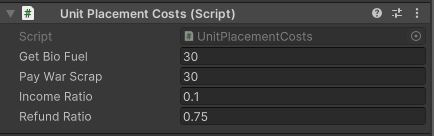 Unit Placement Costs (Script)
Script UnitPlacementCosts
Get Bio Fuel 30
Pay War Scrap 30
Income Ratio 0.1
Refund Ratio 0.75